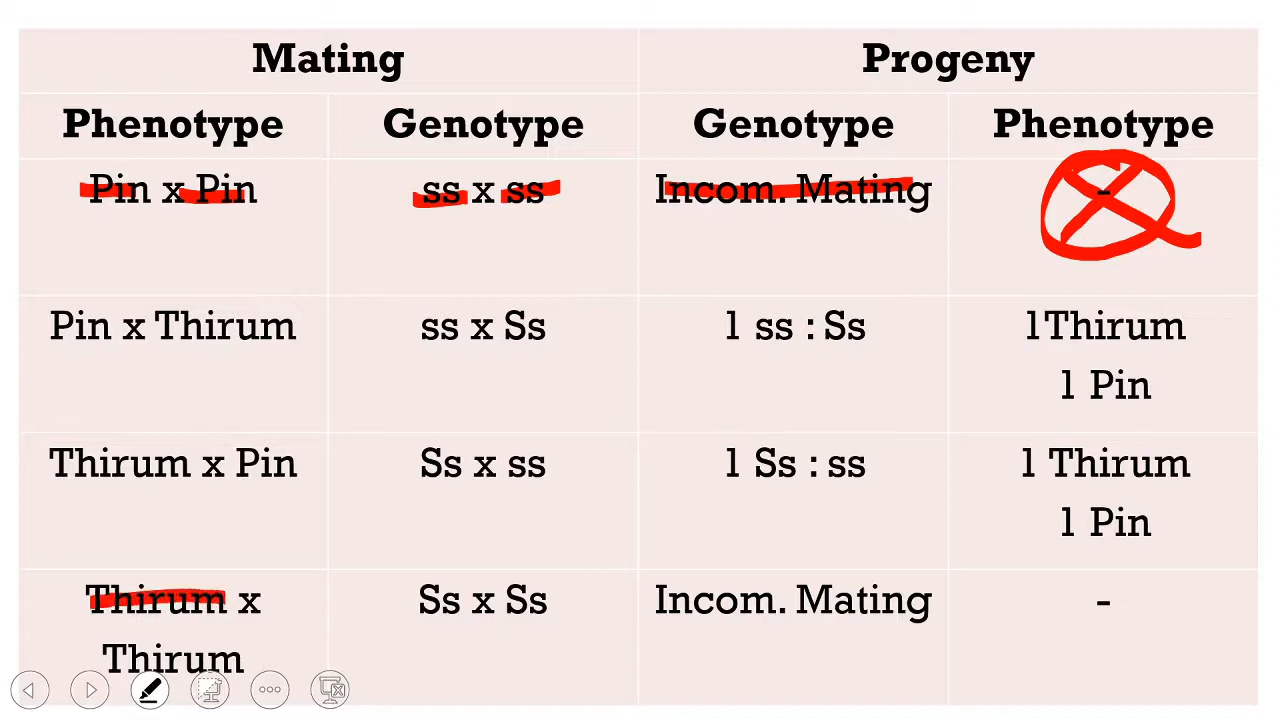 Mating Progeny
Phenotype Genotype Genotype Phenotype
Pin x Pin ss x ss Incom. Mating -
Pin x Thirum ss x Ss 1 ss : Ss 1Thirum
1 Pin
Thirum x Pin Ss x ss 1 Ss : ss 1 Thirum
1 Pin
Thirum x Ss x Ss Incom. Mating -
Thirum